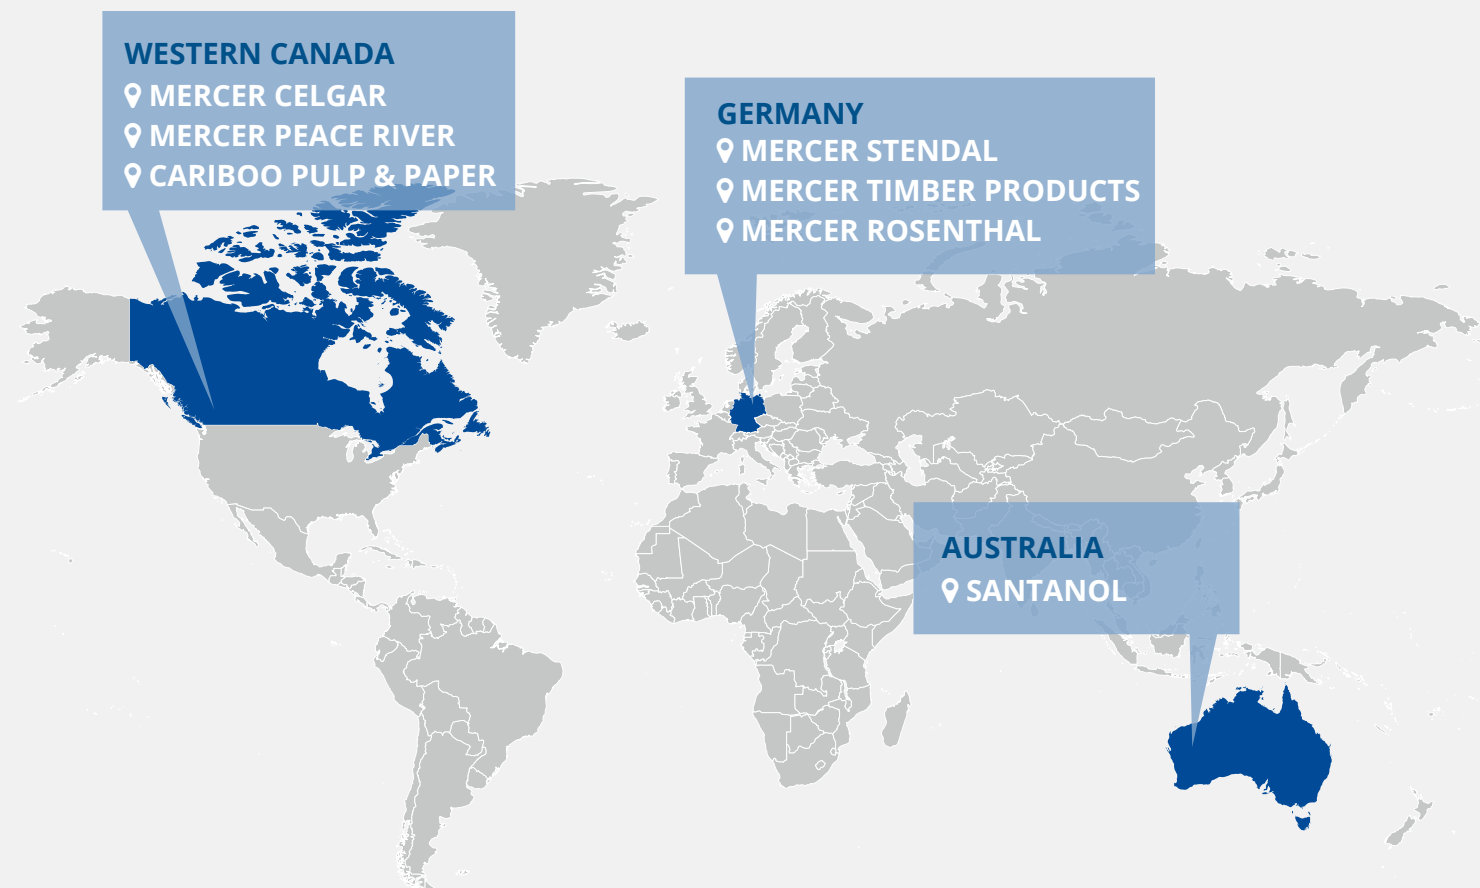 WESTERN CANADA
MERCER CELGAR
MERCER PEACE RIVER
CARIBOO PULP & PAPER
GERMANY
MERCER STENDAL
MERCER TIMBER PRODUCTS
MERCER ROSENTHAL
AUSTRALIA
SANTANOL